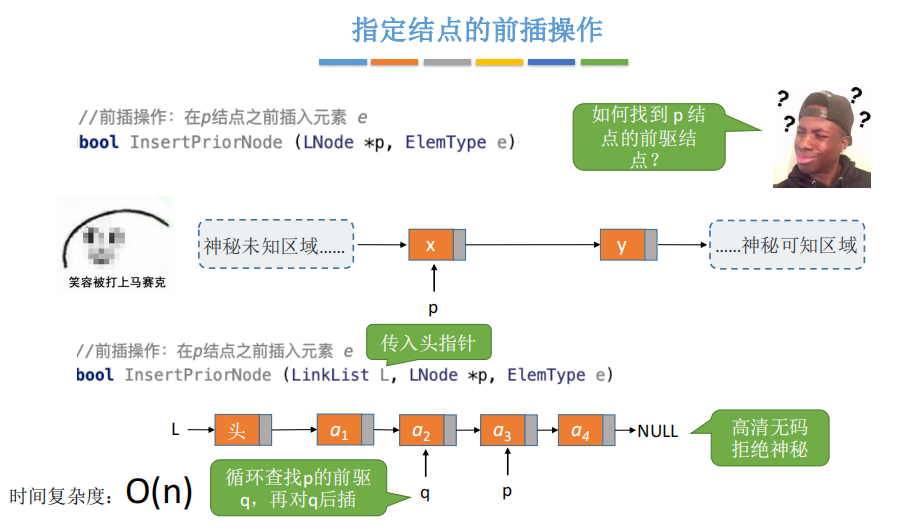 指定结点的前插操作
//前插操作：在p结点之前插入元素 e
bool InsertPriorNode (LNode *p, ElemType e)
如何找到 p 结
点的前驱结
点？
? ? ? ?
笑容被打上马赛克
神秘未知区域……
x
y
……神秘可知区域
p
//前插操作：在p结点之前插入元素 e
传入头指针
bool InsertPriorNode (LinkList L, LNode *p, ElemType e)
L
头
a1
a2
a3
a4
NULL
高清无码
拒绝神秘
循环查找p的前驱
q，再对q后插
q
p
时间复杂度：O(n)